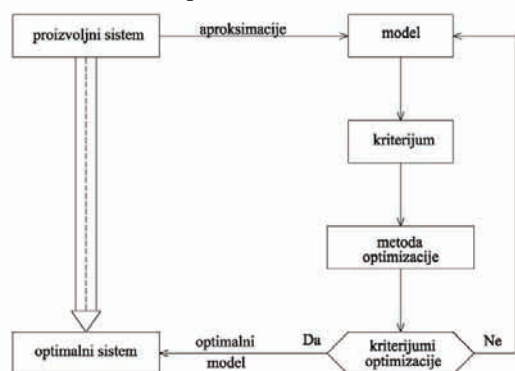 proizvoljni sistem
aproksimacije
model
kriterijum
metoda
optimizacije
optimalni sistem
optimalni
model
Da
kriterijumi
optimizacije
Ne